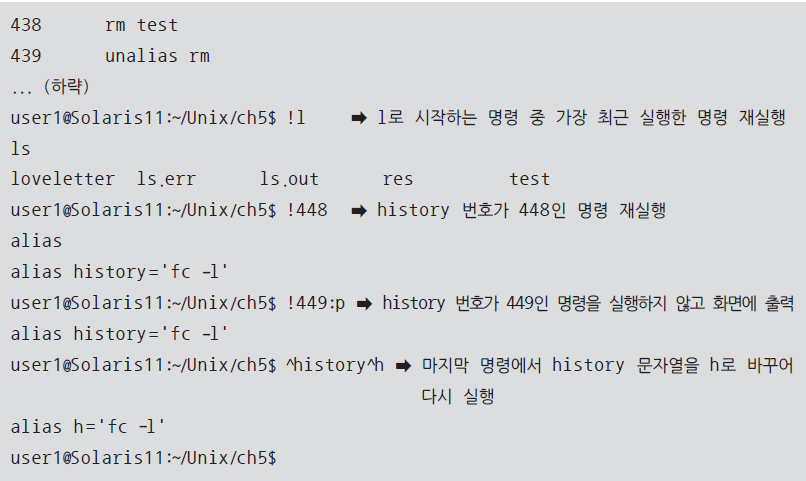 438      rm test
439      unalias rm
... (하략)
user1@Solaris11:~/Unix/ch5$ !l    ➡ l로 시작하는 명령 중 가장 최근 실행한 명령 재실행
ls
loveletter  ls.err      ls.out      res         test
user1@Solaris11:~/Unix/ch5$ !448  ➡ history 번호가 448인 명령 재실행
alias
alias history='fc -l'
user1@Solaris11:~/Unix/ch5$ !449:p ➡ history 번호가 449인 명령을 실행하지 않고 화면에 출력
alias history='fc -l'
user1@Solaris11:~/Unix/ch5$ ^history^h ➡ 마지막 명령에서 history 문자열을 h로 바꾸어
다시 실행
alias h='fc -l'
user1@Solaris11:~/Unix/ch5$